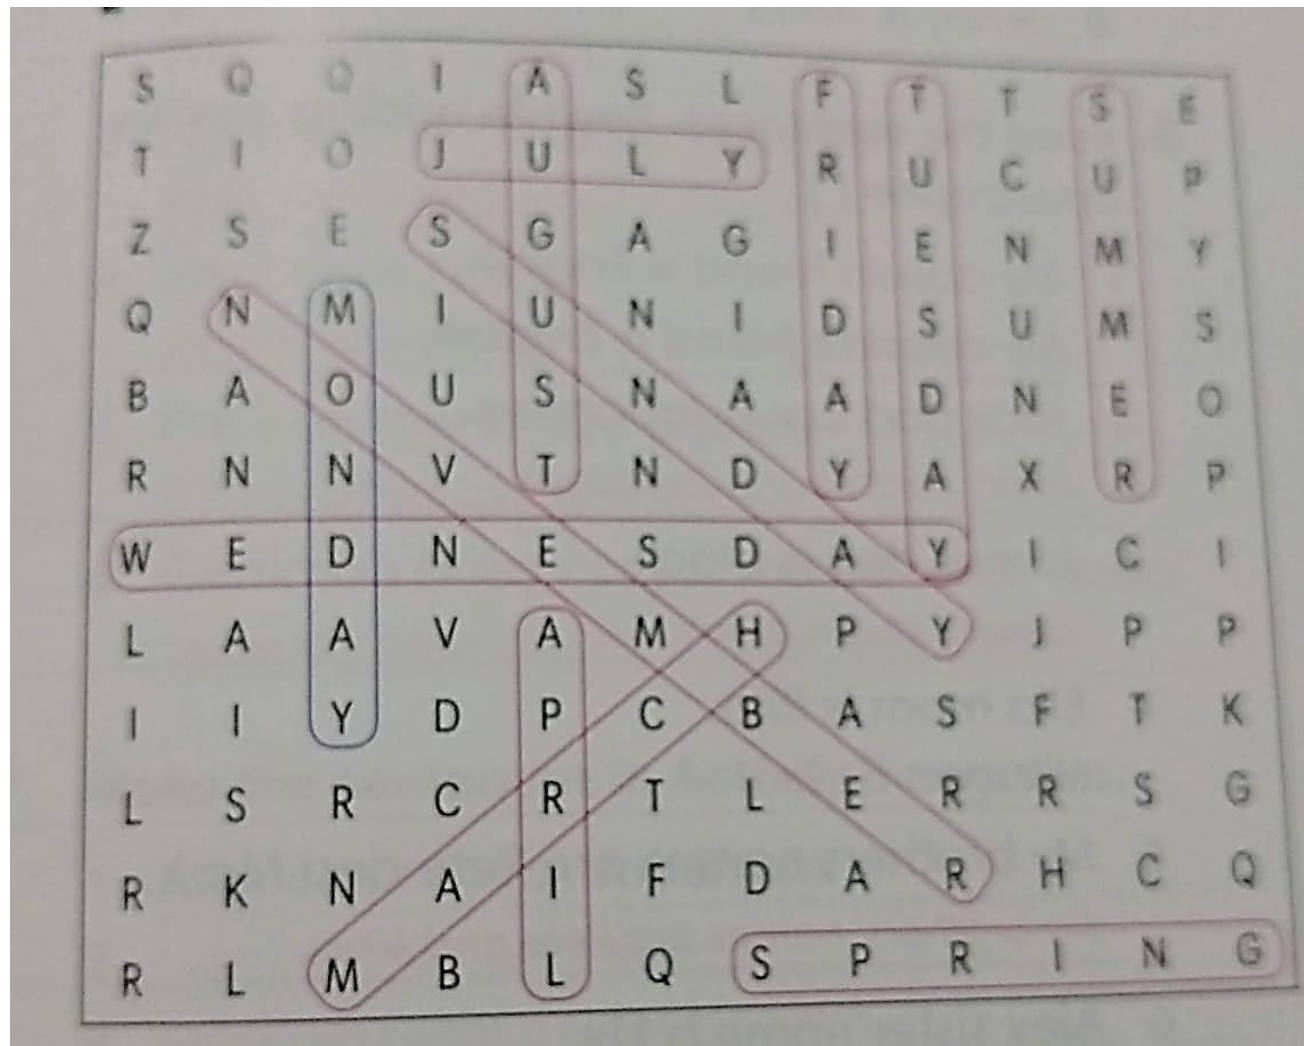 S Q Q I A S L F T T S E
T I O J U L Y R U C U P
Z S E S G A G I E N M Y
Q N M I U N I D S U M S
B A O U S N A A D N E O
R N N V T N D Y A X R P
W E D N E S D A Y I C I
L A A V A M H P Y J P P
I I Y D P C B A S F T K
L S R C R T L E R R S G
R K N A I F D A R H C Q
R L M B L Q S P R I N G